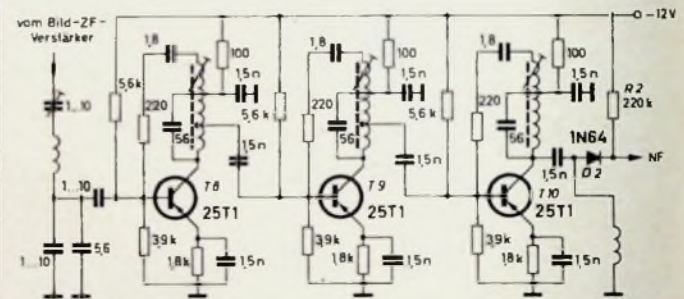 vom Bild-ZF-
Verstärker
-12V
1,8
100
1,5n
5,6k
220
56
1,5n
1...10
1...10
1...10
5,6
T8
25T1
3,9k
1,8k
1,5n
1,8
100
1,5n
5,6k
220
56
1,5n
T9
25T1
3,9k
1,8k
1,5n
1,8
100
1,5n
5,6k
220
56
1,5n
T10
25T1
3,9k
1,8k
1,5n
R2
220k
1N64
D2
NF